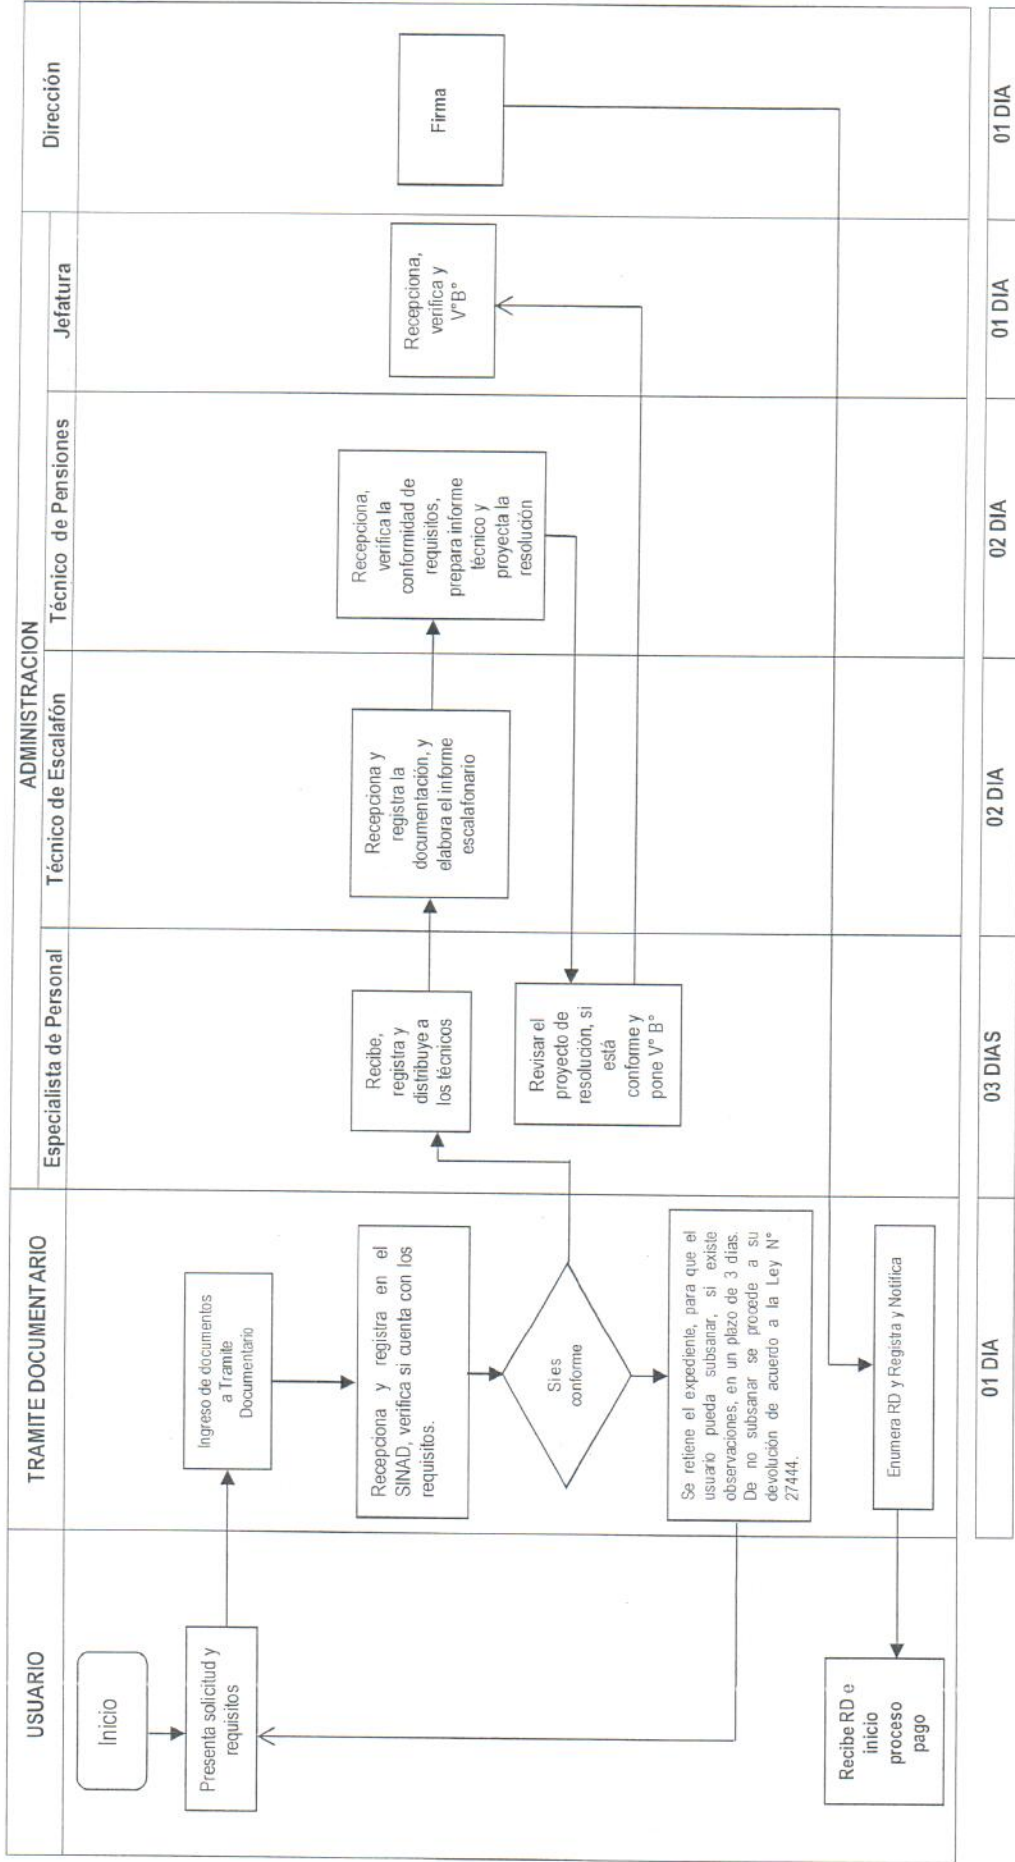 USUARIO
TRAMITE DOCUMENTARIO
ADMINISTRACION
Especialista de Personal
Técnico de Escalafón
Técnico de Pensiones
Jefatura
Dirección
Inicio
Presenta solicitud y
requisitos
Ingreso de documentos
a Tramite
Documentario
Recepciona y registra en el
SINAD, verifica si cuenta con los
requisitos.
Si es
conforme
Se retiene el expediente, para que el
usuario pueda subsanar, si existe
observaciones, en un plazo de 3 días.
De no subsanar se procede a su
devolución de acuerdo a la Ley N°
27444.
Recibe,
registra y
distribuye a
los técnicos
Recepciona y
registra la
documentación, y
elabora el informe
escalafonario
Recepciona,
verifica la
conformidad de
requisitos,
prepara informe
técnico y
proyecta la
resolución
Revisar el
proyecto de
resolución, si
está
conforme y
pone V° B°
Recepciona,
verifica y
V°B°
Firma
Enumera RD y Registra y Notifica
Recibe RD e
inicio
proceso
pago
01 DIA
03 DIAS
02 DIA
02 DIA
01 DIA
01 DIA